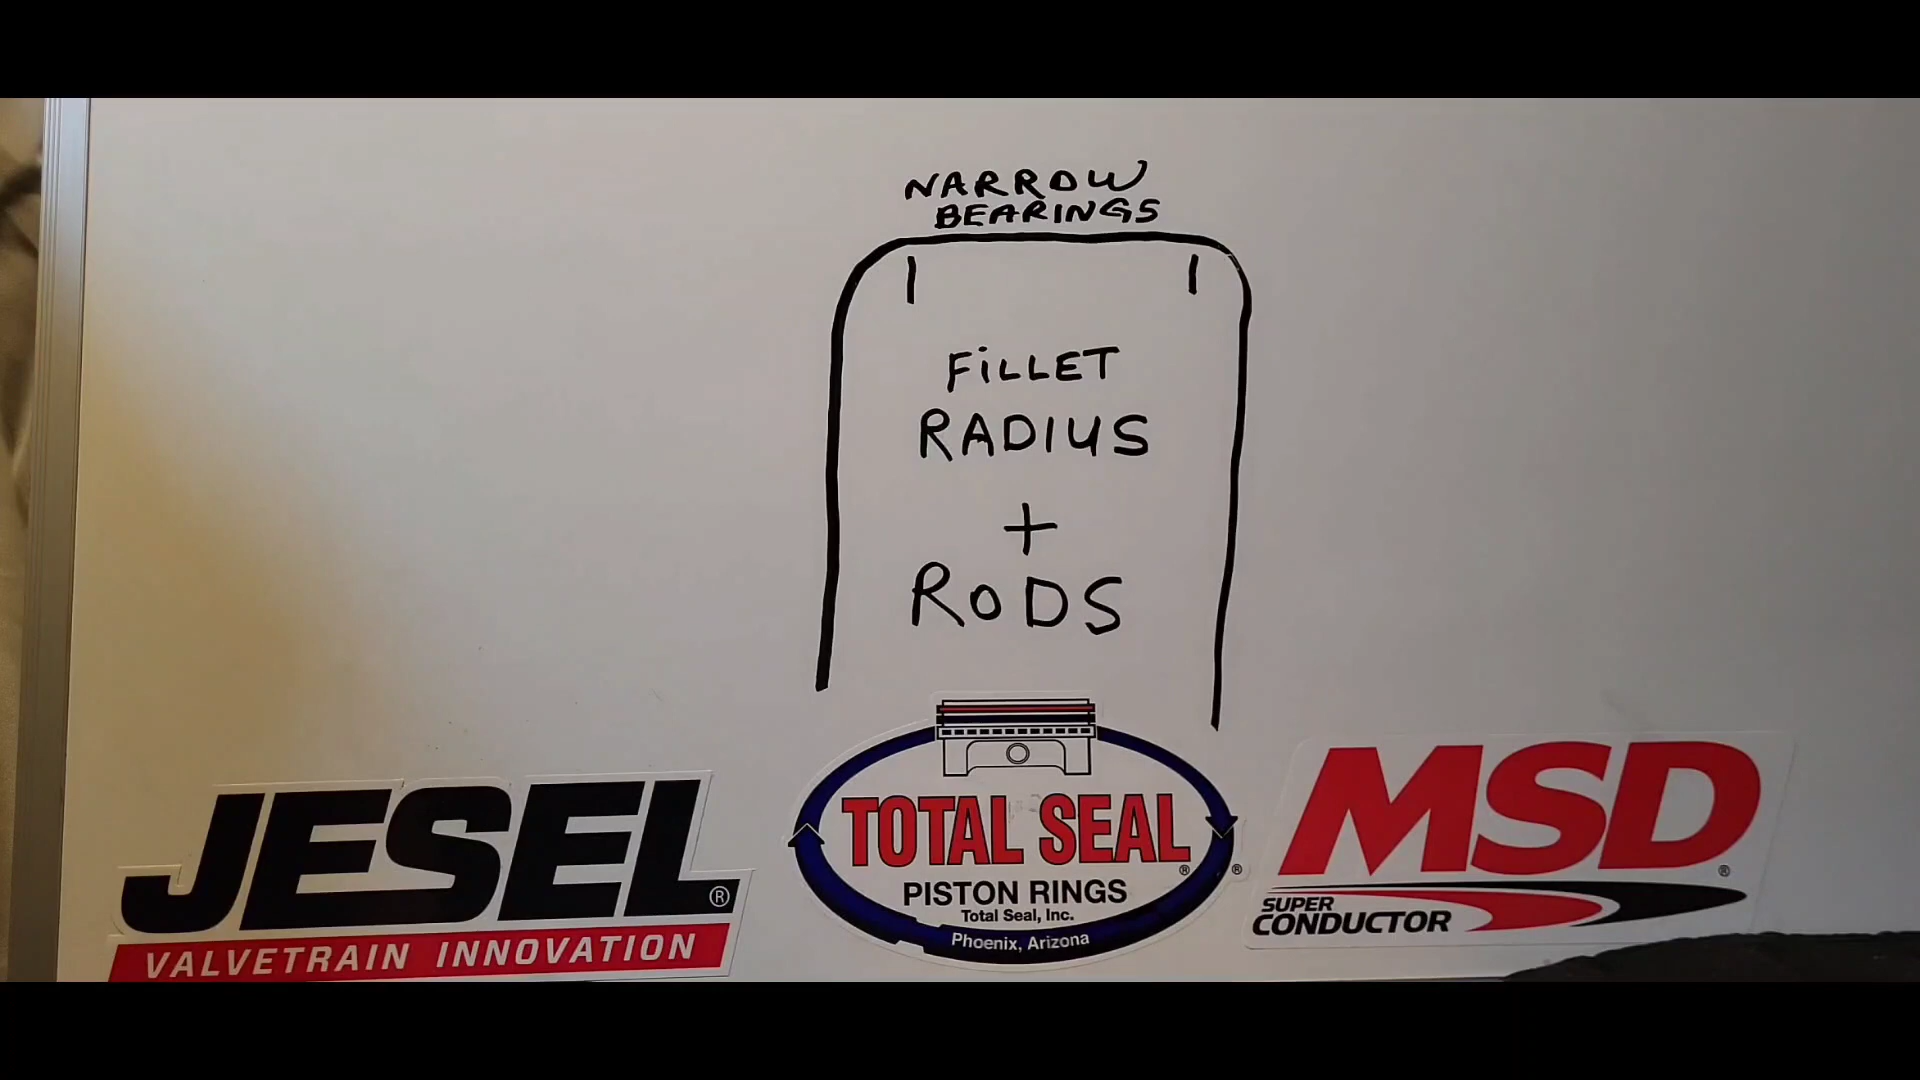 NARROW
BEARINGS
FiLLET
RADIUS
+
RoDS
JESEL®
VALVETRAIN INNOVATION
TOTAL SEAL®
®
PISTON RINGS
Total Seal, Inc.
Phoenix, Arizona
MSD®
SUPER
CONDUCTOR